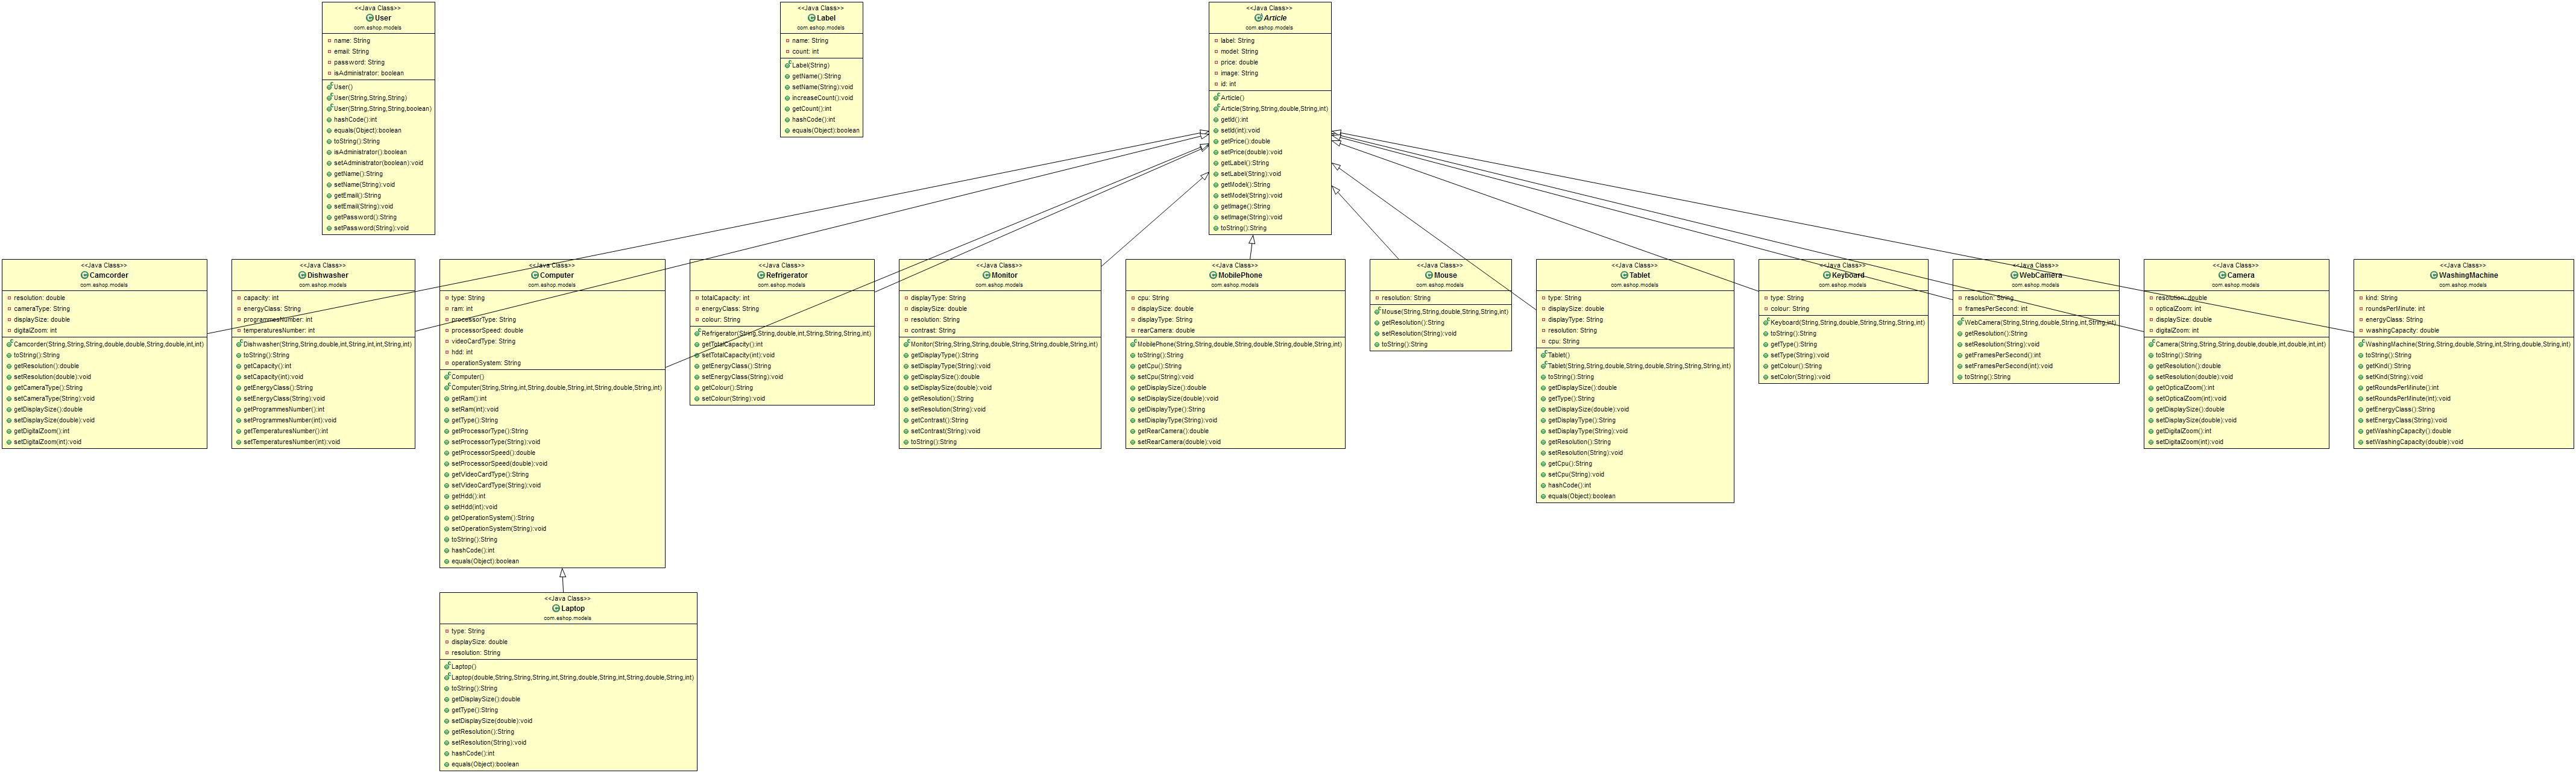 <<Java Class>>
User
com.eshop.models
name: String
email: String
password: String
isAdministrator: boolean
User()
User(String,String,String)
User(String,String,String,boolean)
hashCode():int
equals(Object):boolean
toString():String
isAdministrator():boolean
setAdministrator(boolean):void
getName():String
setName(String):void
getEmail():String
setEmail(String):void
getPassword():String
setPassword(String):void
<<Java Class>>
Label
com.eshop.models
name: String
count: int
Label(String)
getName():String
setName(String):void
increaseCount():void
getCount():int
hashCode():int
equals(Object):boolean
<<Java Class>>
Article
com.eshop.models
label: String
model: String
price: double
image: String
id: int
Article()
Article(String,String,double,String,int)
getId():int
setId(int):void
getPrice():double
setPrice(double):void
getLabel():String
setLabel(String):void
getModel():String
setModel(String):void
getImage():String
setImage(String):void
toString():String
<<Java Class>>
Camcorder
com.eshop.models
resolution: double
cameraType: String
displaySize: double
digitalZoom: int
Camcorder(String,String,String,double,double,String,double,int,int)
toString():String
getResolution():double
setResolution(double):void
getCameraType():String
setCameraType(String):void
getDisplaySize():double
setDisplaySize(double):void
getDigitalZoom():int
setDigitalZoom(int):void
<<Java Class>>
Dishwasher
com.eshop.models
capacity: int
energyClass: String
programmesNumber: int
temperaturesNumber: int
Dishwasher(String,String,double,int,String,int,int,String,int)
toString():String
getCapacity():int
setCapacity(int):void
getEnergyClass():String
setEnergyClass(String):void
getProgrammesNumber():int
setProgrammesNumber(int):void
getTemperaturesNumber():int
setTemperaturesNumber(int):void
<<Java Class>>
Computer
com.eshop.models
type: String
ram: int
processorType: String
processorSpeed: double
videoCardType: String
hdd: int
operationSystem: String
Computer()
Computer(String,String,int,String,double,String,int,String,double,String,int)
getRam():int
setRam(int):void
getType():String
getProcessorType():String
setProcessorType(String):void
getProcessorSpeed():double
setProcessorSpeed(double):void
getVideoCardType():String
setVideoCardType(String):void
getHdd():int
setHdd(int):void
getOperationSystem():String
setOperationSystem(String):void
toString():String
hashCode():int
equals(Object):boolean
<<Java Class>>
Refrigerator
com.eshop.models
totalCapacity: int
energyClass: String
colour: String
Refrigerator(String,String,double,int,String,String,String,int)
getTotalCapacity():int
setTotalCapacity(int):void
getEnergyClass():String
setEnergyClass(String):void
getColour():String
setColour(String):void
<<Java Class>>
Monitor
com.eshop.models
displayType: String
displaySize: double
resolution: String
contrast: String
Monitor(String,String,String,double,String,String,double,String,int)
getDisplayType():String
setDisplayType(String):void
getDisplaySize():double
setDisplaySize(double):void
getResolution():String
setResolution(String):void
getContrast():String
setContrast(String):void
toString():String
<<Java Class>>
MobilePhone
com.eshop.models
cpu: String
displaySize: double
displayType: String
rearCamera: double
MobilePhone(String,String,double,String,double,String,double,String,int)
toString():String
getCpu():String
setCpu(String):void
getDisplaySize():double
setDisplaySize(double):void
getDisplayType():String
setDisplayType(String):void
getRearCamera():double
setRearCamera(double):void
<<Java Class>>
Mouse
com.eshop.models
resolution: String
Mouse(String,String,double,String,String,int)
getResolution():String
setResolution(String):void
toString():String
<<Java Class>>
Tablet
com.eshop.models
type: String
displaySize: double
displayType: String
resolution: String
cpu: String
Tablet()
Tablet(String,String,double,String,double,String,String,String,int)
toString():String
getDisplaySize():double
getType():String
setDisplaySize(double):void
getDisplayType():String
setDisplayType(String):void
getResolution():String
setResolution(String):void
getCpu():String
setCpu(String):void
hashCode():int
equals(Object):boolean
<<Java Class>>
Keyboard
com.eshop.models
type: String
colour: String
Keyboard(String,String,double,String,String,String,int)
toString():String
getType():String
setType(String):void
getColour():String
setColor(String):void
<<Java Class>>
WebCamera
com.eshop.models
resolution: String
framesPerSecond: int
WebCamera(String,String,double,String,int,String,int)
getResolution():String
setResolution(String):void
getFramesPerSecond():int
setFramesPerSecond(int):void
toString():String
<<Java Class>>
Camera
com.eshop.models
resolution: double
opticalZoom: int
displaySize: double
digitalZoom: int
Camera(String,String,String,double,double,int,double,int,int)
toString():String
getResolution():double
setResolution(double):void
getOpticalZoom():int
setOpticalZoom(int):void
getDisplaySize():double
setDisplaySize(double):void
getDigitalZoom():int
setDigitalZoom(int):void
<<Java Class>>
WashingMachine
com.eshop.models
kind: String
roundsPerMinute: int
energyClass: String
washingCapacity: double
WashingMachine(String,String,double,String,int,String,double,String,int)
toString():String
getKind():String
setKind(String):void
getRoundsPerMinute():int
setRoundsPerMinute(int):void
getEnergyClass():String
setEnergyClass(String):void
getWashingCapacity():double
setWashingCapacity(double):void
<<Java Class>>
Laptop
com.eshop.models
type: String
displaySize: double
resolution: String
Laptop()
Laptop(double,String,String,String,int,String,double,String,int,String,double,String,int)
toString():String
getDisplaySize():double
getType():String
setDisplaySize(double):void
getResolution():String
setResolution(String):void
hashCode():int
equals(Object):boolean